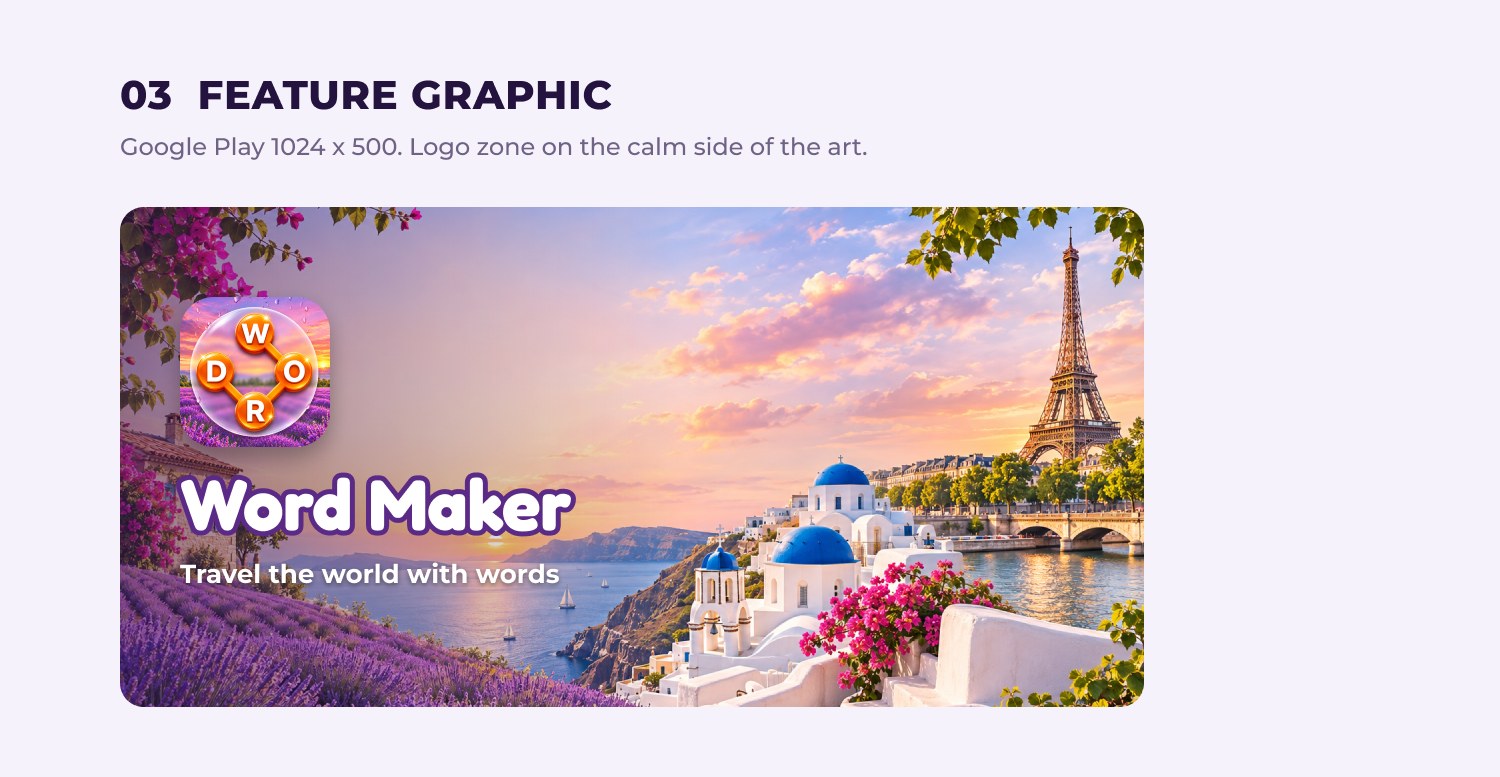 03 FEATURE GRAPHIC
Google Play 1024 x 500. Logo zone on the calm side of the art.
W
D O
R
Word Maker
Travel the world with words